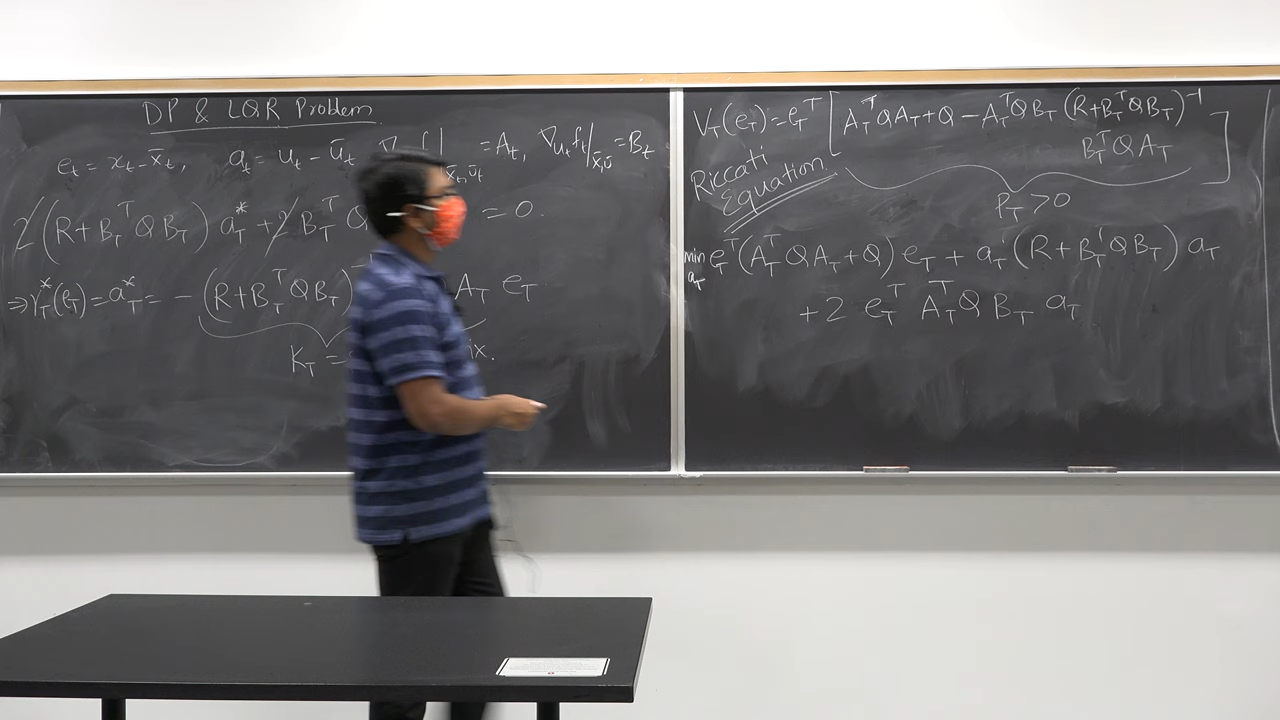 DP & LQR Problem
e_t = x_t - x̄_t, a_t = u_t - ū_t = A_t, ∇_{u_t} f_t |_{x̄,ū} = B_t
2(R+B_T^T Q B_T) a_T^* + 2 B_T^T Q = 0.
⇒ γ_T^*(e_T) = a_T^* = -(R+B_T^T Q B_T) A_T e_T
K_T =
V_T(e_T) = e_T^T [A_T^T Q A_T + Q - A_T^T Q B_T (R+B_T^T Q B_T)^{-1}
B_T^T Q A_T]
Riccati
Equation.
P_T > 0
min_{a_T} e_T^T (A_T^T Q A_T + Q) e_T + a_T' (R + B_T' Q B_T) a_T
+ 2 e_T^T A_T^T Q B_T a_T